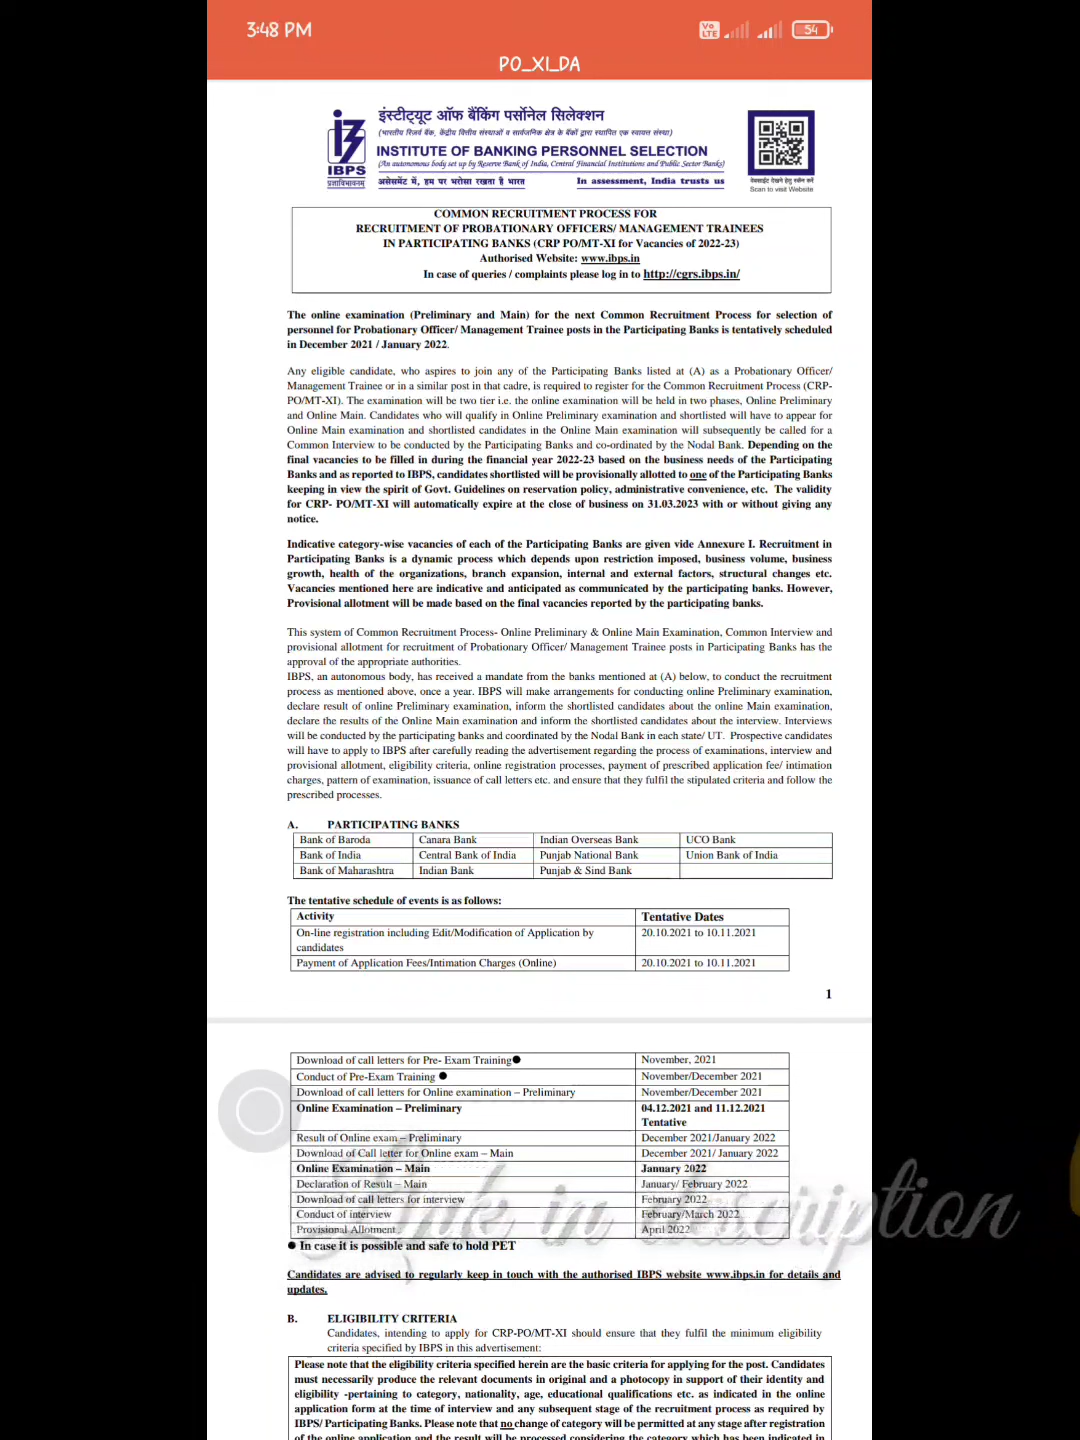 3:48 PM
Vo LTE
54
PO_XI_DA
इंस्टीट्यूट ऑफ बैंकिंग पर्सोनेल सिलेक्शन
(भारतीय रिज़र्व बैंक, केंद्रीय वित्तीय संस्थाओं व सार्वजनिक क्षेत्र के बैंकों द्वारा स्थापित एक स्वायत्त संस्था)
INSTITUTE OF BANKING PERSONNEL SELECTION
(An autonomous body set up by Reserve Bank of India, Central Financial Institutions and Public Sector Banks)
IBPS
असेसमेंट में, हम पर भरोसा रखता है भारत In assessment, India trusts us
Scan to visit Website
COMMON RECRUITMENT PROCESS FOR
RECRUITMENT OF PROBATIONARY OFFICERS/ MANAGEMENT TRAINEES
IN PARTICIPATING BANKS (CRP PO/MT-XI for Vacancies of 2022-23)
Authorised Website: www.ibps.in
In case of queries / complaints please log in to http://cgrs.ibps.in/
The online examination (Preliminary and Main) for the next Common Recruitment Process for selection of
personnel for Probationary Officer/ Management Trainee posts in the Participating Banks is tentatively scheduled
in December 2021 / January 2022.
Any eligible candidate, who aspires to join any of the Participating Banks listed at (A) as a Probationary Officer/
Management Trainee or in a similar post in that cadre, is required to register for the Common Recruitment Process (CRP-
PO/MT-XI). The examination will be two tier i.e. the online examination will be held in two phases, Online Preliminary
and Online Main. Candidates who will qualify in Online Preliminary examination and shortlisted will have to appear for
Online Main examination and shortlisted candidates in the Online Main examination will subsequently be called for a
Common Interview to be conducted by the Participating Banks and co-ordinated by the Nodal Bank. Depending on the
final vacancies to be filled in during the financial year 2022-23 based on the business needs of the Participating
Banks and as reported to IBPS, candidates shortlisted will be provisionally allotted to one of the Participating Banks
keeping in view the spirit of Govt. Guidelines on reservation policy, administrative convenience, etc. The validity
for CRP- PO/MT-XI will automatically expire at the close of business on 31.03.2023 with or without giving any
notice.
Indicative category-wise vacancies of each of the Participating Banks are given vide Annexure I. Recruitment in
Participating Banks is a dynamic process which depends upon restriction imposed, business volume, business
growth, health of the organizations, branch expansion, internal and external factors, structural changes etc.
Vacancies mentioned here are indicative and anticipated as communicated by the participating banks. However,
Provisional allotment will be made based on the final vacancies reported by the participating banks.
This system of Common Recruitment Process- Online Preliminary & Online Main Examination, Common Interview and
provisional allotment for recruitment of Probationary Officer/ Management Trainee posts in Participating Banks has the
approval of the appropriate authorities.
IBPS, an autonomous body, has received a mandate from the banks mentioned at (A) below, to conduct the recruitment
process as mentioned above, once a year. IBPS will make arrangements for conducting online Preliminary examination,
declare result of online Preliminary examination, inform the shortlisted candidates about the online Main examination,
declare the results of the Online Main examination and inform the shortlisted candidates about the interview. Interviews
will be conducted by the participating banks and coordinated by the Nodal Bank in each state/ UT. Prospective candidates
will have to apply to IBPS after carefully reading the advertisement regarding the process of examinations, interview and
provisional allotment, eligibility criteria, online registration processes, payment of prescribed application fee/ intimation
charges, pattern of examination, issuance of call letters etc. and ensure that they fulfil the stipulated criteria and follow the
prescribed processes.
A. PARTICIPATING BANKS
Bank of Baroda Canara Bank Indian Overseas Bank UCO Bank
Bank of India Central Bank of India Punjab National Bank Union Bank of India
Bank of Maharashtra Indian Bank Punjab & Sind Bank
The tentative schedule of events is as follows:
Activity Tentative Dates
On-line registration including Edit/Modification of Application by 20.10.2021 to 10.11.2021
candidates
Payment of Application Fees/Intimation Charges (Online) 20.10.2021 to 10.11.2021
1
Download of call letters for Pre- Exam Training● November, 2021
Conduct of Pre-Exam Training ● November/December 2021
Download of call letters for Online examination – Preliminary November/December 2021
Online Examination – Preliminary 04.12.2021 and 11.12.2021
Tentative
Result of Online exam – Preliminary December 2021/January 2022
Download of Call letter for Online exam – Main December 2021/ January 2022
Online Examination – Main January 2022
Declaration of Result – Main January/ February 2022
Download of call letters for interview February 2022
Conduct of interview February/March 2022
Provisional Allotment April 2022
Link in description
● In case it is possible and safe to hold PET
Candidates are advised to regularly keep in touch with the authorised IBPS website www.ibps.in for details and
updates.
B. ELIGIBILITY CRITERIA
Candidates, intending to apply for CRP-PO/MT-XI should ensure that they fulfil the minimum eligibility
criteria specified by IBPS in this advertisement:
Please note that the eligibility criteria specified herein are the basic criteria for applying for the post. Candidates
must necessarily produce the relevant documents in original and a photocopy in support of their identity and
eligibility -pertaining to category, nationality, age, educational qualifications etc. as indicated in the online
application form at the time of interview and any subsequent stage of the recruitment process as required by
IBPS/ Participating Banks. Please note that no change of category will be permitted at any stage after registration
of the online application and the result will be processed considering the category which has been indicated in